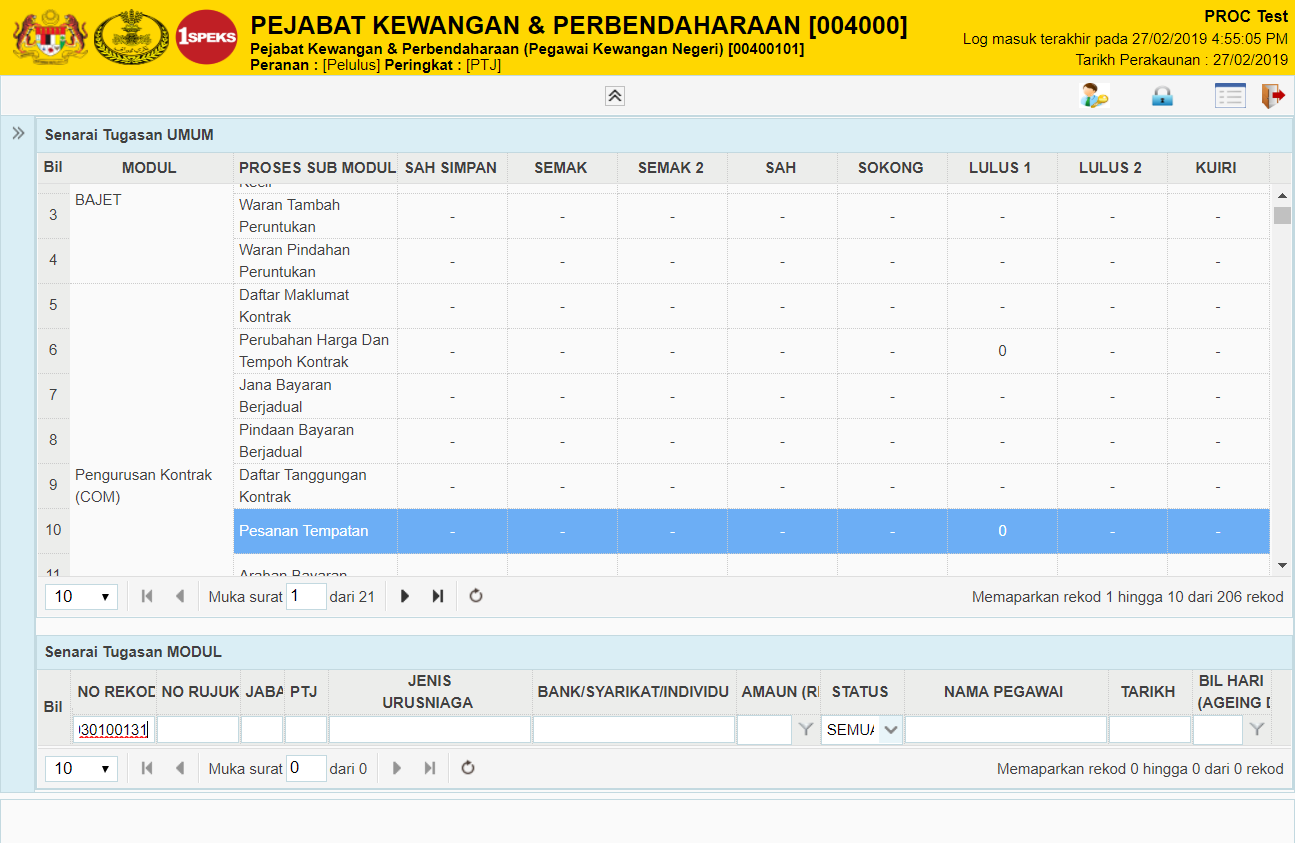 1SPEKS
PEJABAT KEWANGAN & PERBENDAHARAAN [004000]
Pejabat Kewangan & Perbendaharaan (Pegawai Kewangan Negeri) [00400101]
Peranan : [Pelulus] Peringkat : [PTJ]
PROC Test
Log masuk terakhir pada 27/02/2019 4:55:05 PM
Tarikh Perakaunan : 27/02/2019
Senarai Tugasan UMUM
Bil MODUL PROSES SUB MODUL SAH SIMPAN SEMAK SEMAK 2 SAH SOKONG LULUS 1 LULUS 2 KUIRI
Kecil
3 BAJET Waran Tambah Peruntukan - - - - - - - -
4 Waran Pindahan Peruntukan - - - - - - - -
5 Daftar Maklumat Kontrak - - - - - - - -
6 Perubahan Harga Dan Tempoh Kontrak - - - - - 0 - -
7 Jana Bayaran Berjadual - - - - - - - -
8 Pindaan Bayaran Berjadual - - - - - - - -
9 Pengurusan Kontrak (COM) Daftar Tanggungan Kontrak - - - - - - - -
10 Pesanan Tempatan - - - - - 0 - -
11 Arahan Bayaran
10 Muka surat 1 dari 21 Memaparkan rekod 1 hingga 10 dari 206 rekod
Senarai Tugasan MODUL
Bil NO REKOD NO RUJUK JABA PTJ JENIS URUSNIAGA BANK/SYARIKAT/INDIVIDU AMAUN (RI STATUS NAMA PEGAWAI TARIKH BIL HARI (AGEING D
030100131 SEMUA
10 Muka surat 0 dari 0 Memaparkan rekod 0 hingga 0 dari 0 rekod